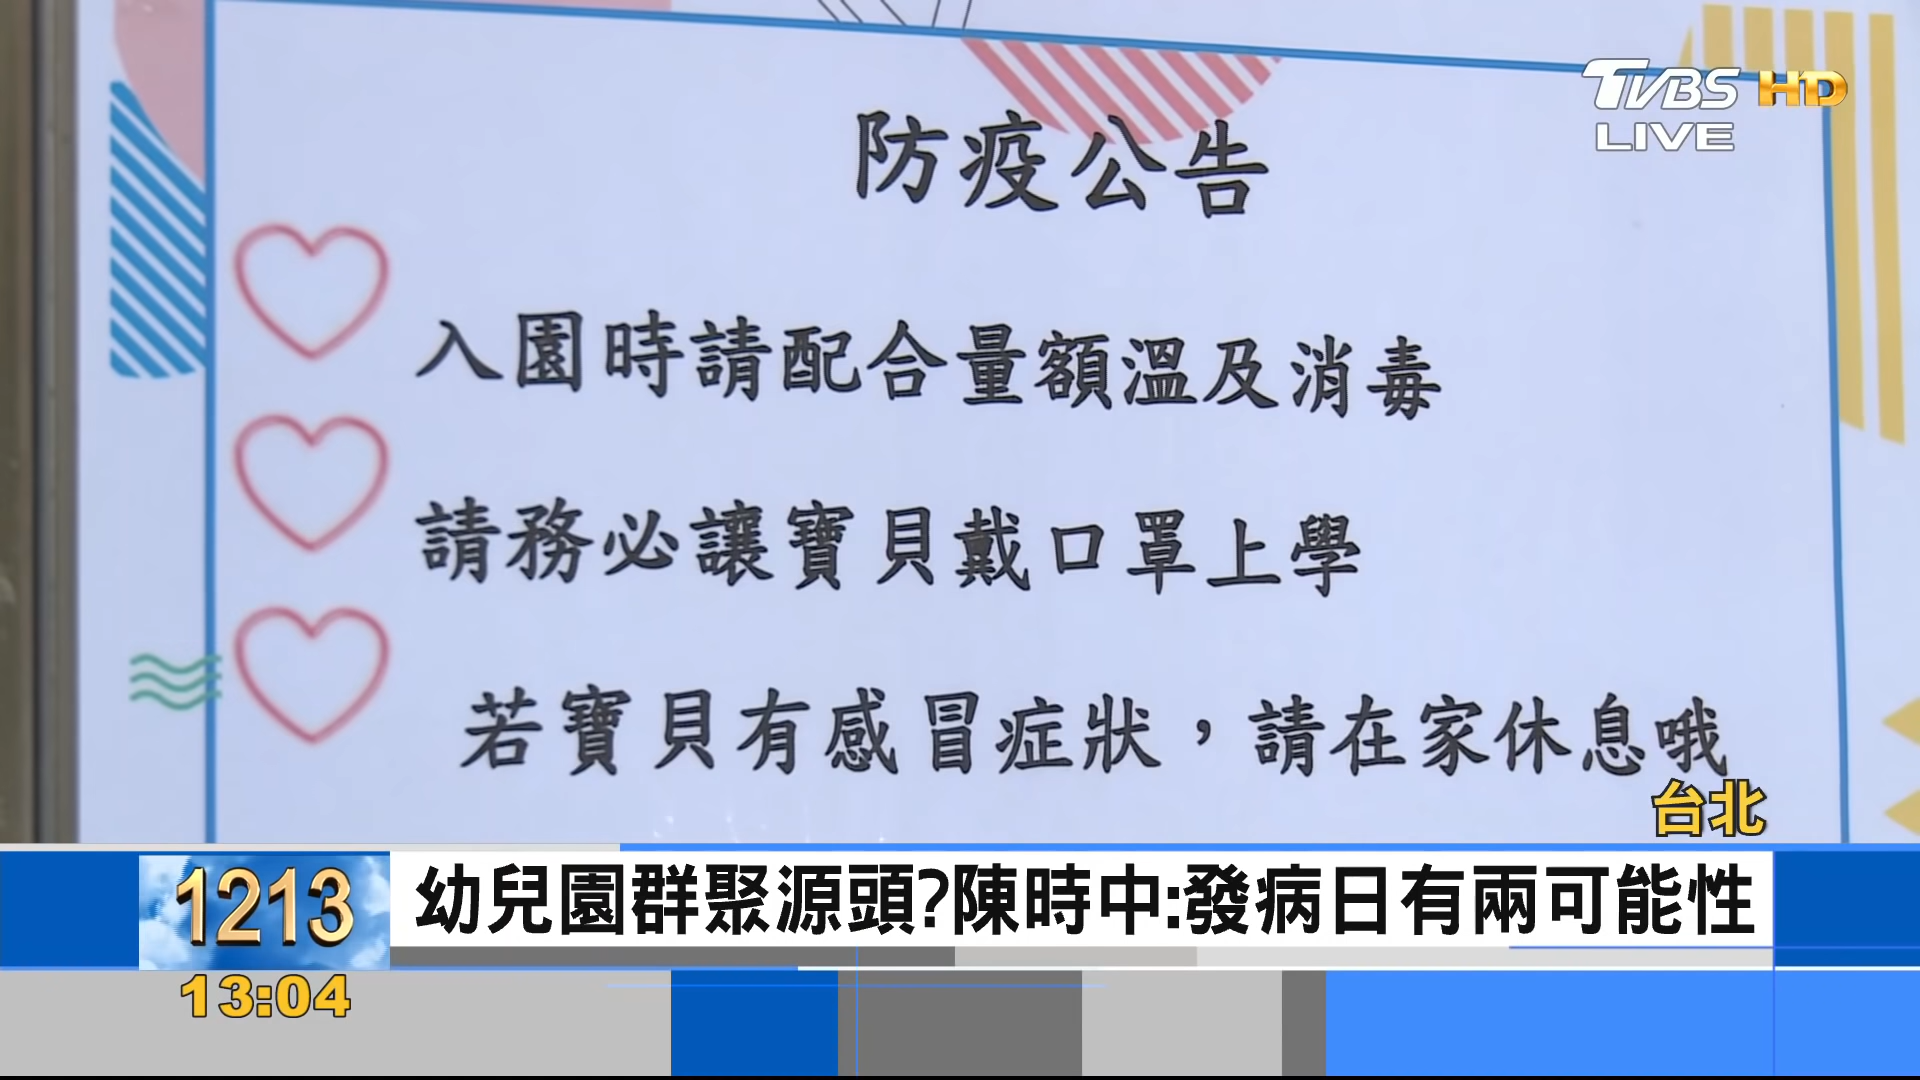 TVBS HD
LIVE
防疫公告
入園時請配合量額溫及消毒
請務必讓寶貝戴口罩上學
若寶貝有感冒症狀，請在家休息哦
台北
1213
幼兒園群聚源頭?陳時中:發病日有兩可能性
13:04